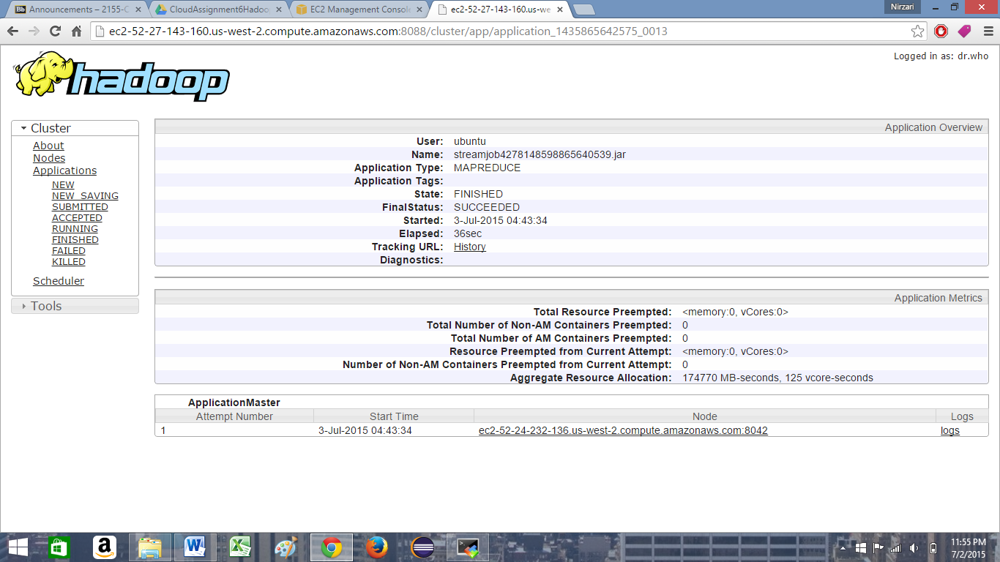 Announcements – 2155-C
CloudAssignment6Hadoop
EC2 Management Console
ec2-52-27-143-160.us-we
Nirzari
ec2-52-27-143-160.us-west-2.compute.amazonaws.com:8088/cluster/app/application_1435865642575_0013
Logged in as: dr.who
hadoop
Cluster
About
Nodes
Applications
NEW
NEW_SAVING
SUBMITTED
ACCEPTED
RUNNING
FINISHED
FAILED
KILLED
Scheduler
Tools
Application Overview
User: ubuntu
Name: streamjob4278148598865640539.jar
Application Type: MAPREDUCE
Application Tags:
State: FINISHED
FinalStatus: SUCCEEDED
Started: 3-Jul-2015 04:43:34
Elapsed: 36sec
Tracking URL: History
Diagnostics:
Application Metrics
Total Resource Preempted: <memory:0, vCores:0>
Total Number of Non-AM Containers Preempted: 0
Total Number of AM Containers Preempted: 0
Resource Preempted from Current Attempt: <memory:0, vCores:0>
Number of Non-AM Containers Preempted from Current Attempt: 0
Aggregate Resource Allocation: 174770 MB-seconds, 125 vcore-seconds
ApplicationMaster
Attempt Number Start Time Node Logs
1 3-Jul-2015 04:43:34 ec2-52-24-232-136.us-west-2.compute.amazonaws.com:8042 logs
11:55 PM
7/2/2015